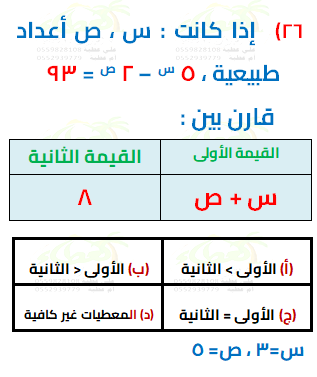 ٢٦) إذا كانت : س ، ص أعداد
طبيعية ، ٥ س – ٢ ص = ٩٣
قارن بين :
القيمة الأولى القيمة الثانية
س + ص ٨
(أ) الأولى > الثانية (ب) الأولى < الثانية
(ج) الأولى = الثانية (د) المعطيات غير كافية
س= ٣ ، ص= ٥